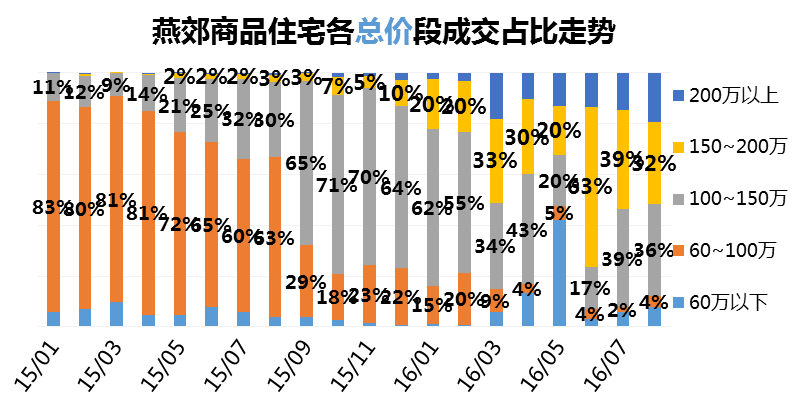 燕郊商品住宅各总价段成交占比走势
2% 2% 2% 3% 3% 7% 5% 10% 20% 20% 33% 30% 20% 63% 39% 32%
11% 12% 9% 14% 21% 25% 32% 30% 65% 71% 70% 64% 62% 55% 34% 43% 20% 17% 39% 36%
83% 80% 81% 81% 72% 65% 60% 63% 29% 18% 23% 22% 15% 20% 9% 4% 5% 4% 2% 4%
200万以上
150~200万
100~150万
60~100万
60万以下
15/01 15/03 15/05 15/07 15/09 15/11 16/01 16/03 16/05 16/07